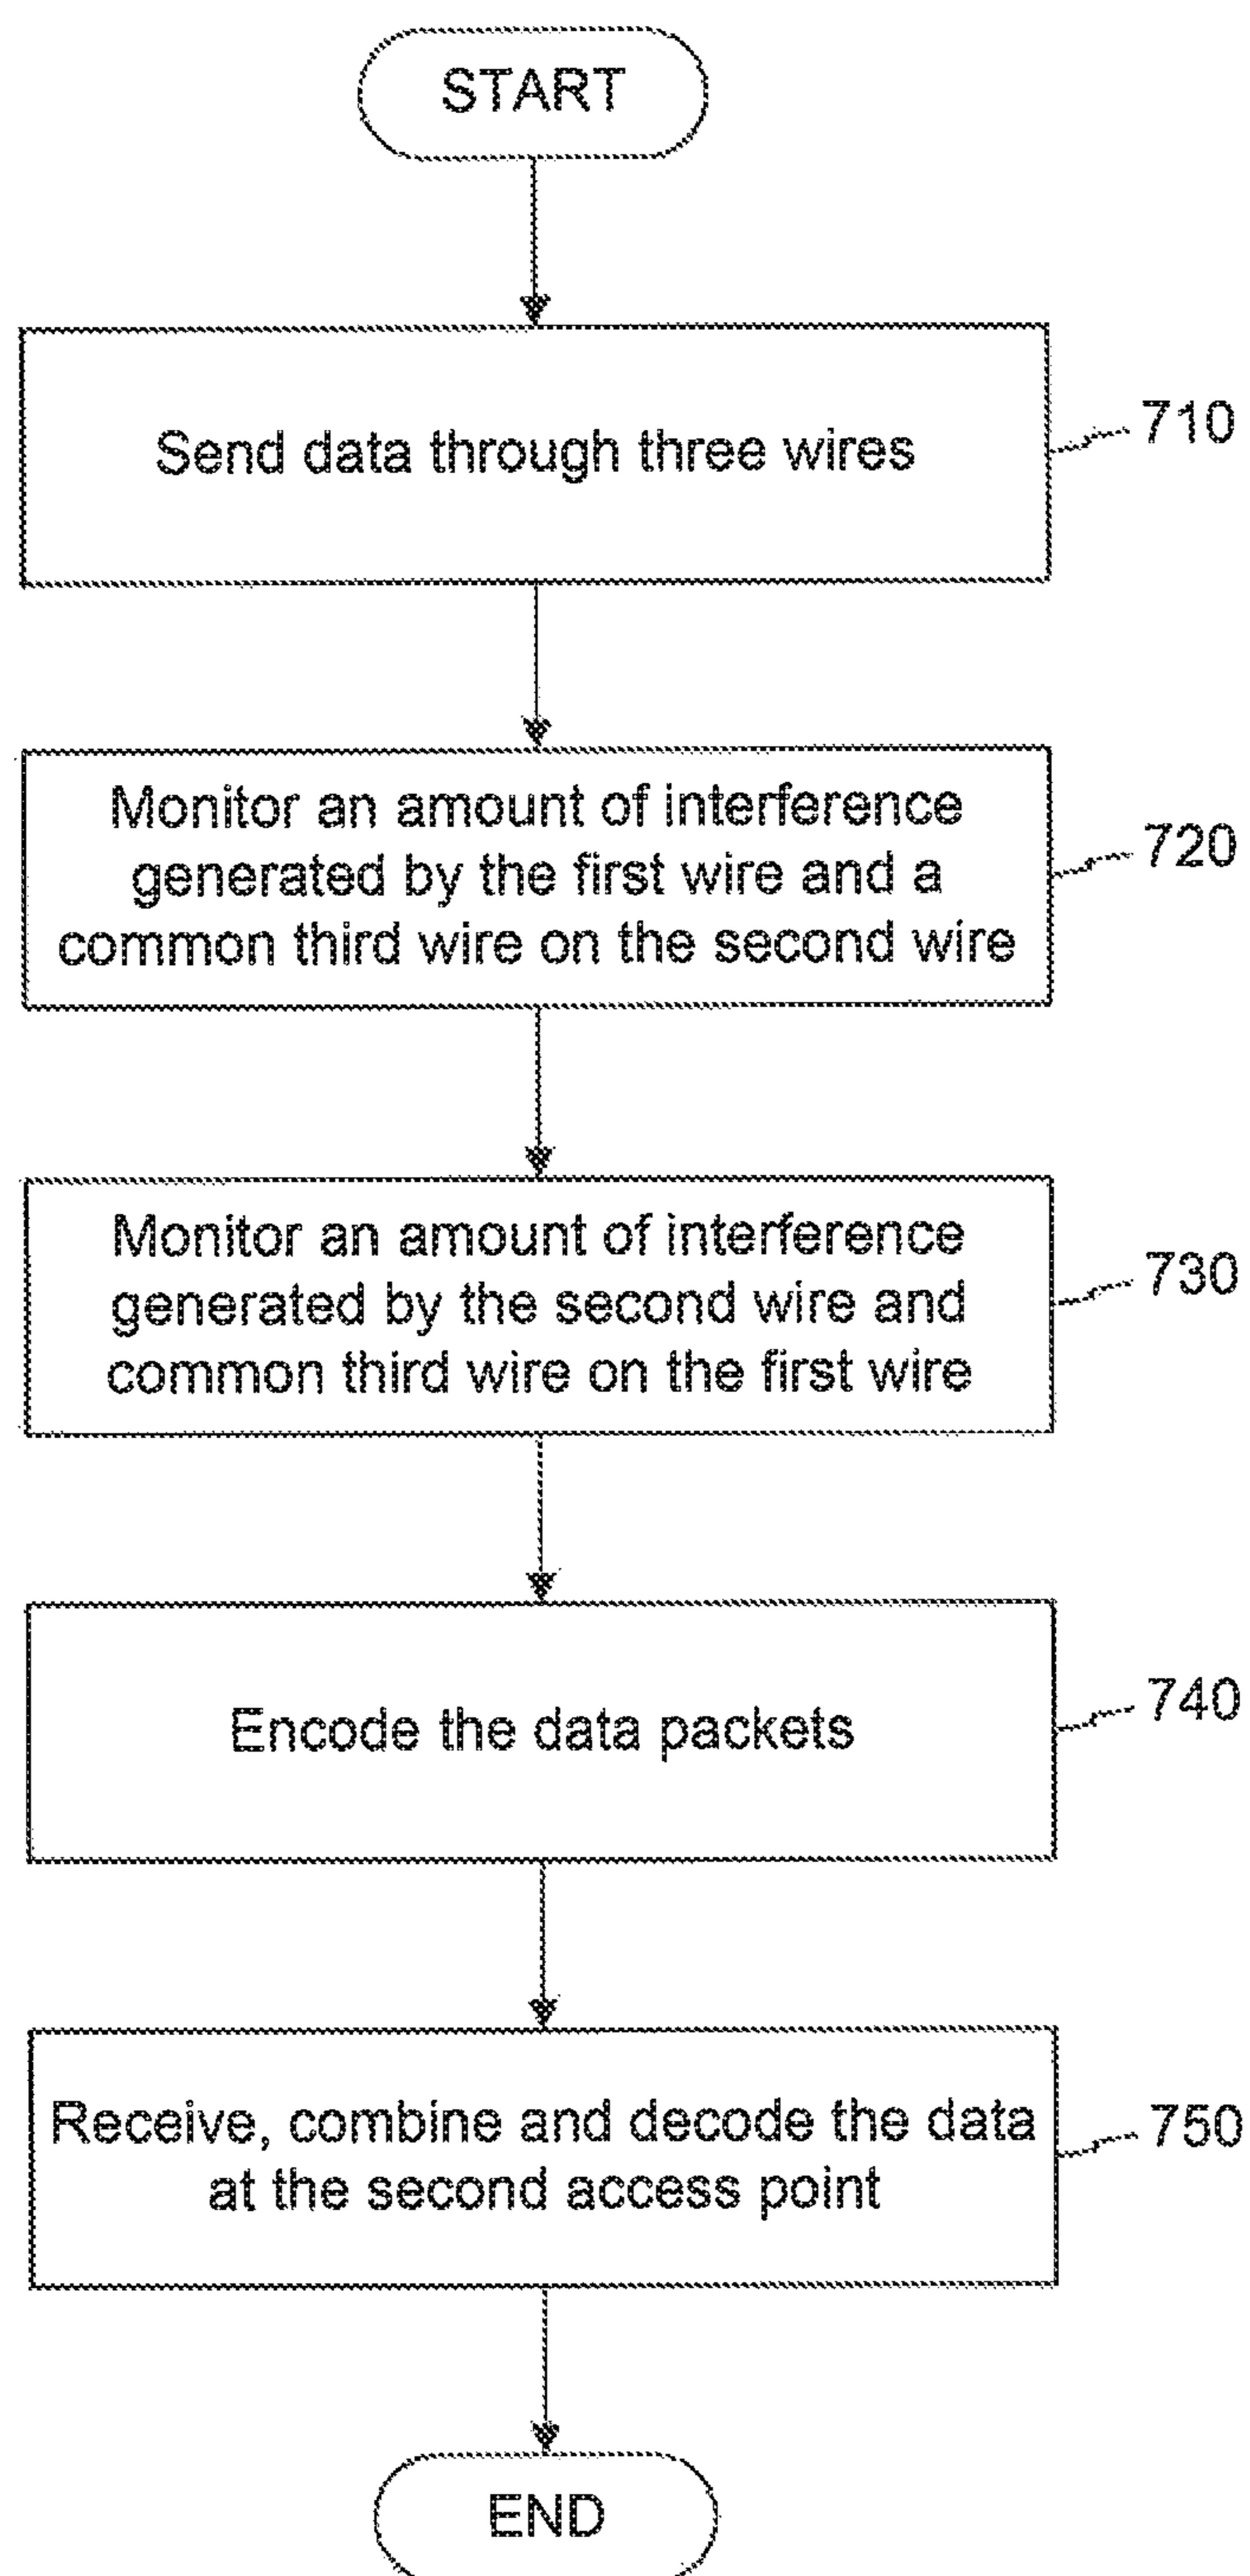 START
Send data through three wires
710
Monitor an amount of interference
generated by the first wire and a
common third wire on the second wire
720
Monitor an amount of interference
generated by the second wire and
common third wire on the first wire
730
Encode the data packets
740
Receive, combine and decode the data
at the second access point
750
END